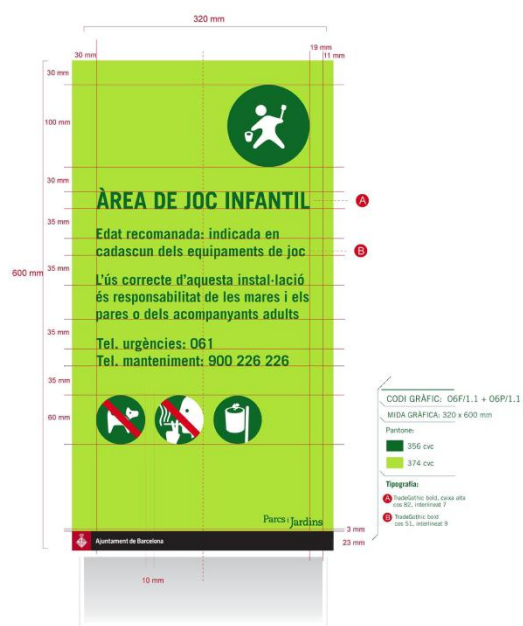 320 mm
30 mm
19 mm
11 mm
30 mm
100 mm
30 mm
ÀREA DE JOC INFANTIL
A
35 mm
Edat recomanada: indicada en
cadascun dels equipaments de joc
B
600 mm
35 mm
L'ús correcte d'aquesta instal·lació
és responsabilitat de les mares i els
pares o dels acompanyants adults
35 mm
Tel. urgències: 061
Tel. manteniment: 900 226 226
35 mm
60 mm
Parcs i Jardins
3 mm
23 mm
Ajuntament de Barcelona
10 mm
CODI GRÀFIC: 06F/1.1 + 06P/1.1
MIDA GRÀFICA: 320 x 600 mm
Pantone:
356 cvc
374 cvc
Tipografia:
A TradeGothic bold, caixa alta
cos 82, interlineat 7
B TradeGothic bold
cos 51, interlineat 9